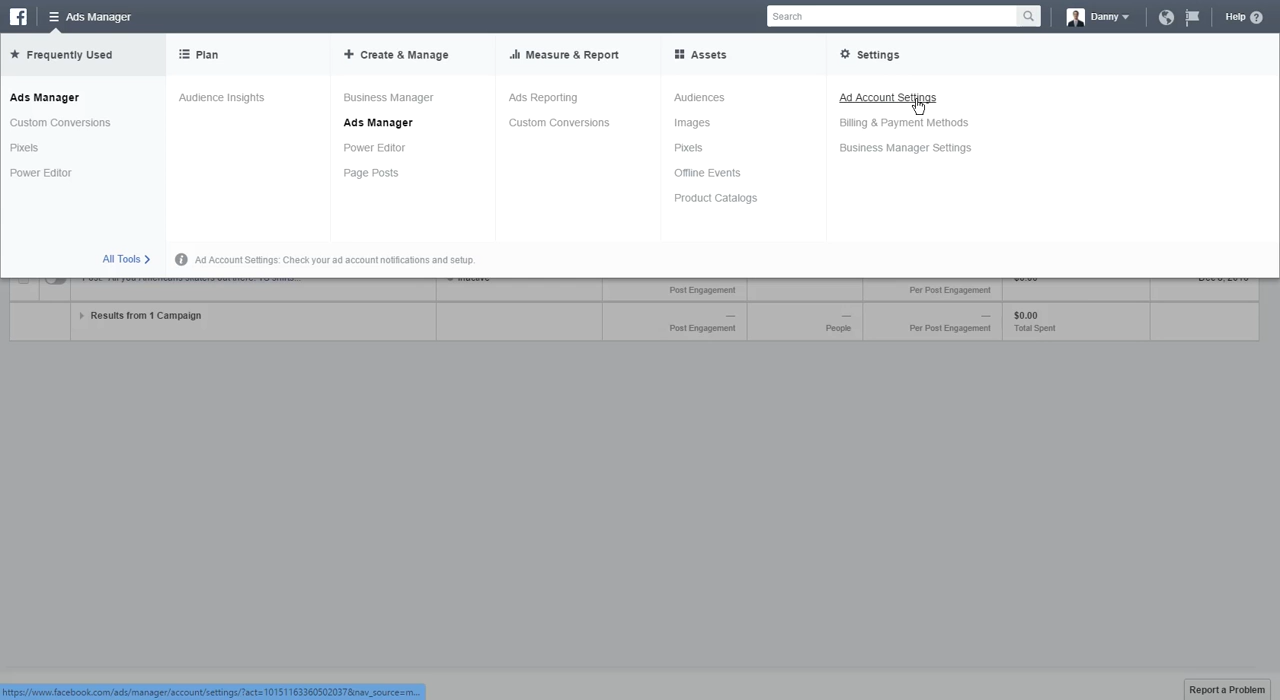 Ads Manager
Search
Danny
Help
Frequently Used
Ads Manager
Custom Conversions
Pixels
Power Editor
All Tools
Plan
Audience Insights
Create & Manage
Business Manager
Ads Manager
Power Editor
Page Posts
Measure & Report
Ads Reporting
Custom Conversions
Assets
Audiences
Images
Pixels
Offline Events
Product Catalogs
Settings
Ad Account Settings
Billing & Payment Methods
Business Manager Settings
Ad Account Settings: Check your ad account notifications and setup.
Post Engagement
Per Post Engagement
Results from 1 Campaign
—
Post Engagement
—
People
—
Per Post Engagement
$0.00
Total Spent
https://www.facebook.com/ads/manager/account/settings/?act=10151163360502037&nav_source=m...
Report a Problem